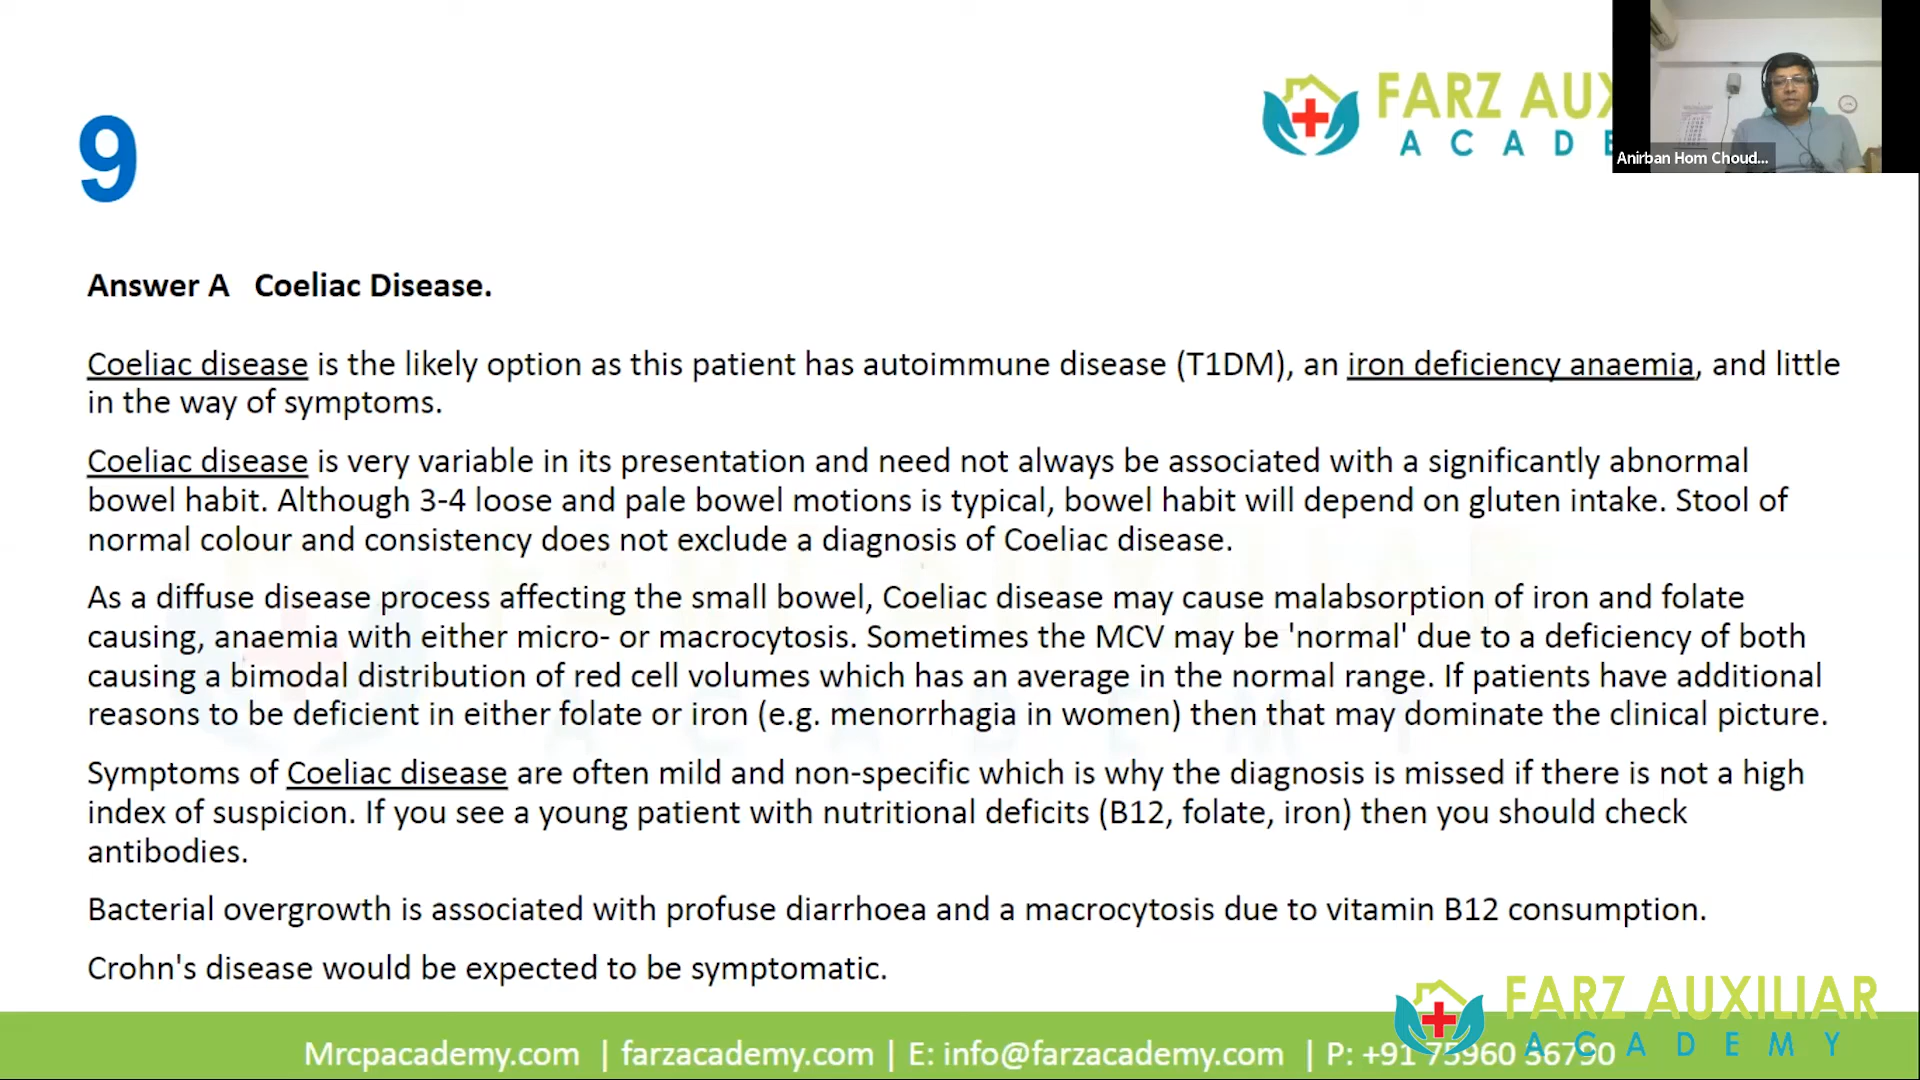 FARZ AUX
ACADE
Anirban Hom Choud...
9
Answer A   Coeliac Disease.
Coeliac disease is the likely option as this patient has autoimmune disease (T1DM), an iron deficiency anaemia, and little
in the way of symptoms.
Coeliac disease is very variable in its presentation and need not always be associated with a significantly abnormal
bowel habit. Although 3-4 loose and pale bowel motions is typical, bowel habit will depend on gluten intake. Stool of
normal colour and consistency does not exclude a diagnosis of Coeliac disease.
As a diffuse disease process affecting the small bowel, Coeliac disease may cause malabsorption of iron and folate
causing, anaemia with either micro- or macrocytosis. Sometimes the MCV may be 'normal' due to a deficiency of both
causing a bimodal distribution of red cell volumes which has an average in the normal range. If patients have additional
reasons to be deficient in either folate or iron (e.g. menorrhagia in women) then that may dominate the clinical picture.
Symptoms of Coeliac disease are often mild and non-specific which is why the diagnosis is missed if there is not a high
index of suspicion. If you see a young patient with nutritional deficits (B12, folate, iron) then you should check
antibodies.
Bacterial overgrowth is associated with profuse diarrhoea and a macrocytosis due to vitamin B12 consumption.
Crohn's disease would be expected to be symptomatic.
FARZ AUXILIAR
ACADEMY
Mrcpacademy.com | farzacademy.com | E: info@farzacademy.com | P: +91 75960 36790